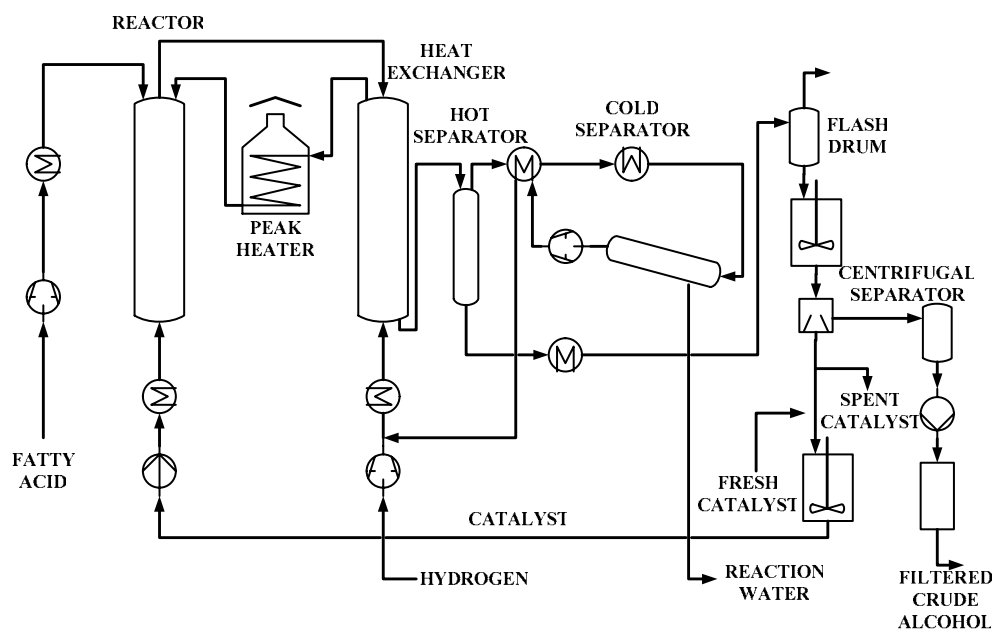 REACTOR
HEAT
EXCHANGER
HOT
SEPARATOR
COLD
SEPARATOR
FLASH
DRUM
PEAK
HEATER
CENTRIFUGAL
SEPARATOR
SPENT
CATALYST
FATTY
ACID
FRESH
CATALYST
CATALYST
HYDROGEN
REACTION
WATER
FILTERED
CRUDE
ALCOHOL